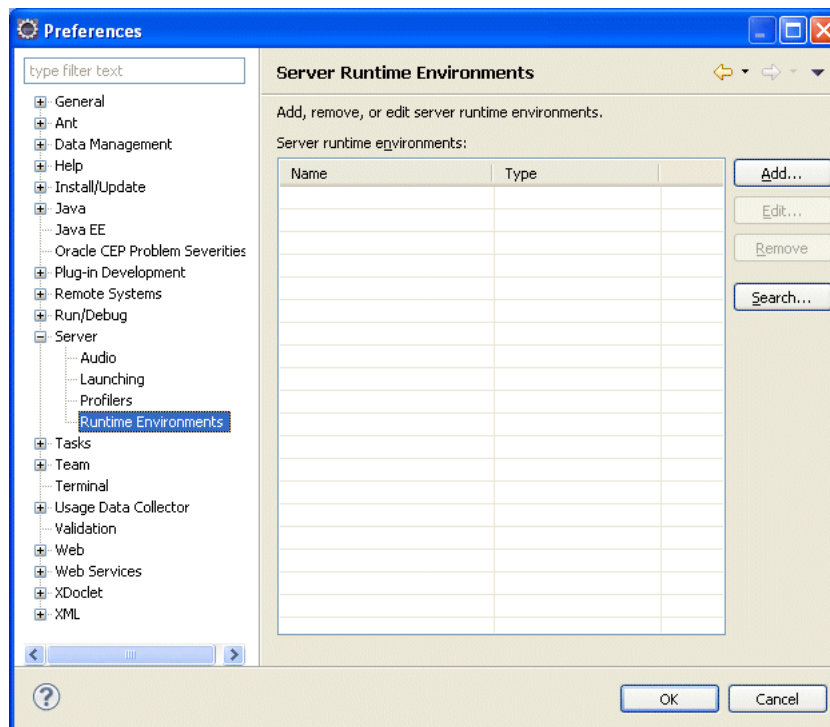 Preferences
type filter text
General
Ant
Data Management
Help
Install/Update
Java
Java EE
Oracle CEP Problem Severities
Plug-in Development
Remote Systems
Run/Debug
Server
Audio
Launching
Profilers
Runtime Environments
Tasks
Team
Terminal
Usage Data Collector
Validation
Web
Web Services
XDoclet
XML
Server Runtime Environments
Add, remove, or edit server runtime environments.
Server runtime environments:
Name Type
Add...
Edit...
Remove
Search...
?
OK Cancel